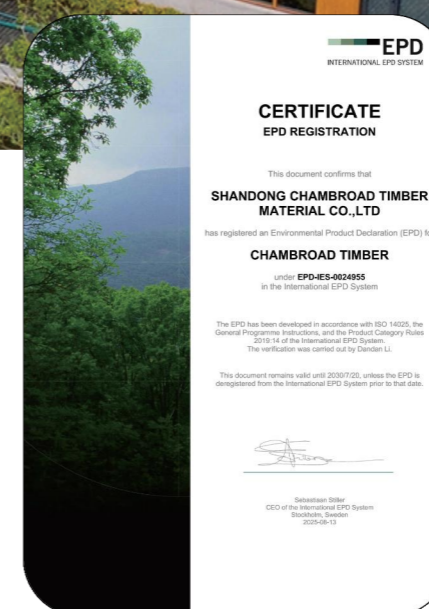 EPD
INTERNATIONAL EPD SYSTEM
CERTIFICATE
EPD REGISTRATION
This document confirms that
SHANDONG CHAMBROAD TIMBER
MATERIAL CO.,LTD
has registered an Environmental Product Declaration (EPD) fo
CHAMBROAD TIMBER
under EPD-IES-0024955
in the International EPD System
The EPD has been developed in accordance with ISO 14025, the
General Programme Instructions, and the Product Category Rules
2019:14 of the International EPD System.
The verification was carried out by Dandan Li.
This document remains valid until 2030/7/20, unless the EPD is
deregistered from the International EPD System prior to that date.
Sebastiaan Stiller
CEO of the International EPD System
Stockholm, Sweden
2025-08-13